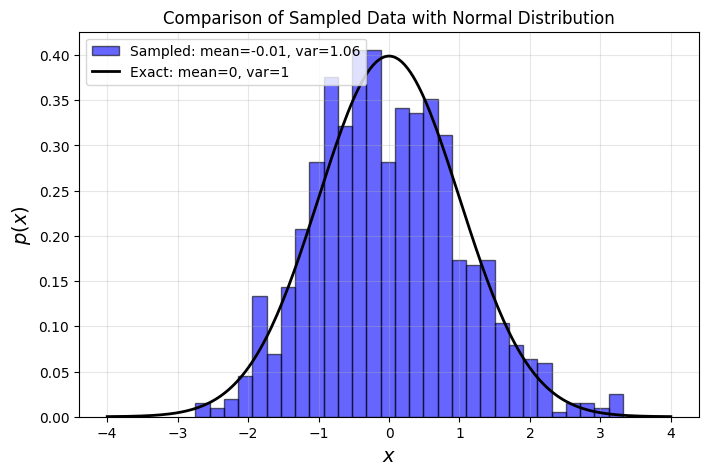 Comparison of Sampled Data with Normal Distribution
Sampled: mean=-0.01, var=1.06
Exact: mean=0, var=1
0.40
0.35
0.30
0.25
0.20
0.15
0.10
0.05
0.00
p(x)
−4 −3 −2 −1 0 1 2 3 4
x